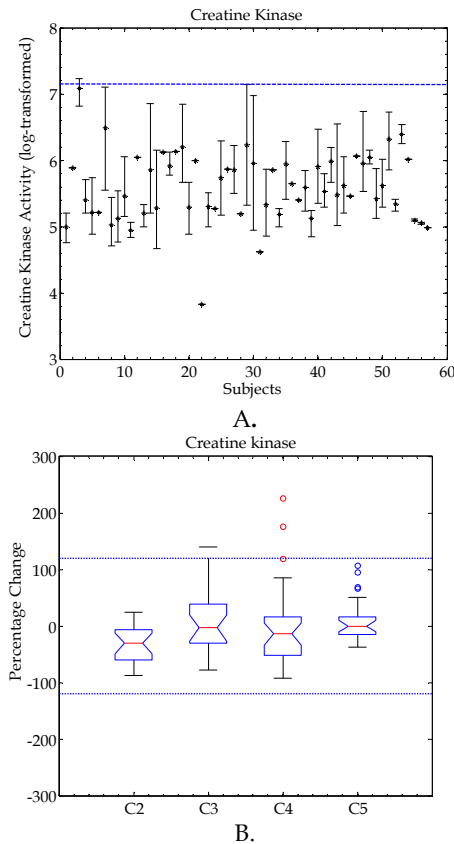 Creatine Kinase
Creatine Kinase Activity (log-transformed)
8
7
6
5
4
3
0 10 20 30 40 50 60
Subjects
A.
Creatine kinase
Percentage Change
300
200
100
0
-100
-200
-300
C2 C3 C4 C5
B.